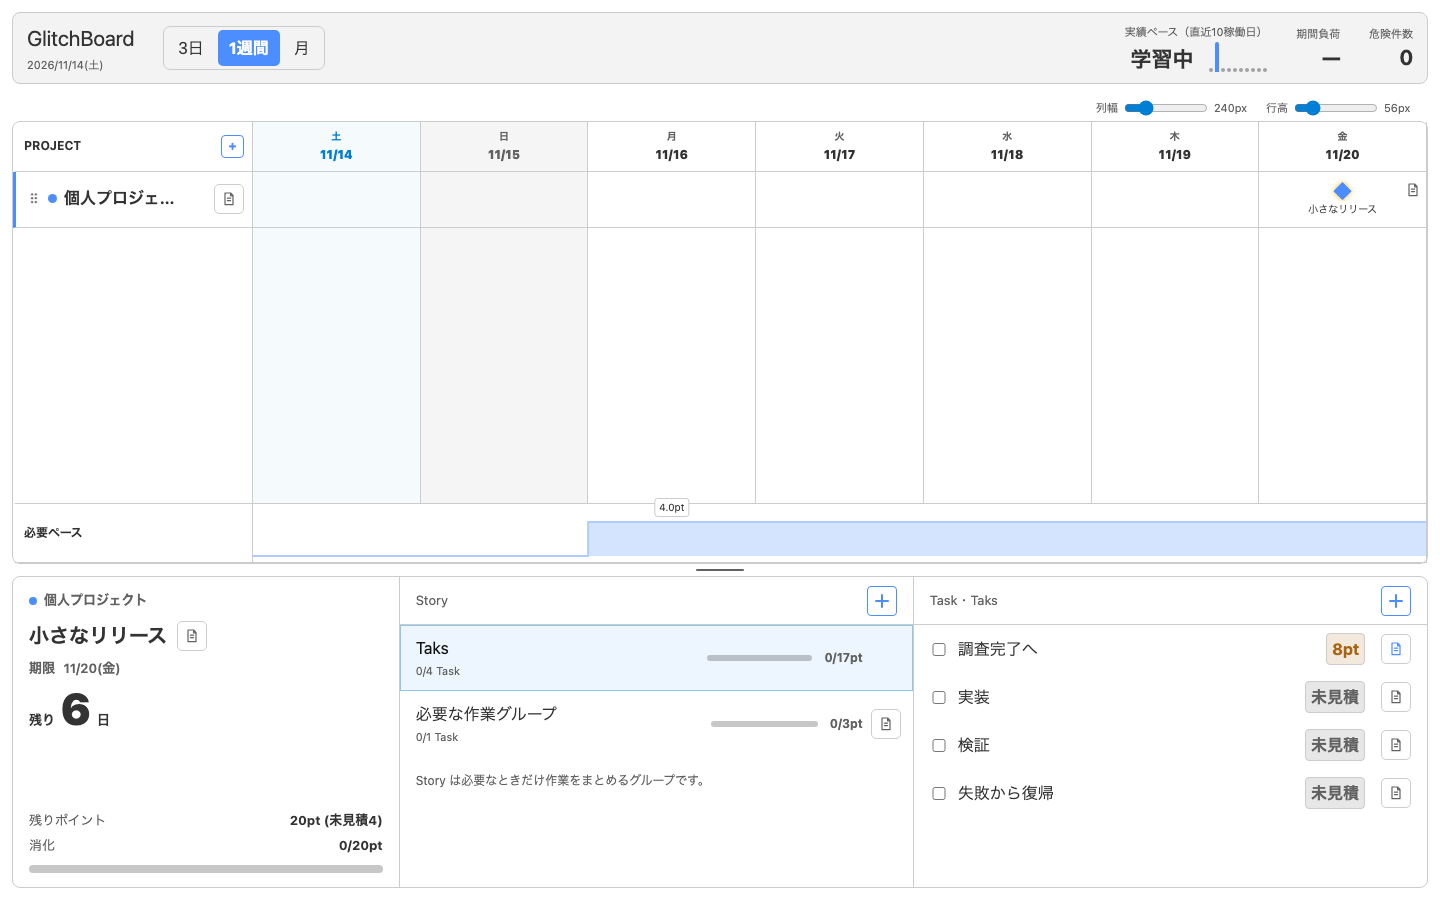 GlitchBoard
2026/11/14(土)
3日 1週間 月
実績ペース（直近10稼働日）
学習中
期間負荷
—
危険件数
0
列幅 240px 行高 56px
PROJECT +
土 11/14
日 11/15
月 11/16
火 11/17
水 11/18
木 11/19
金 11/20
個人プロジェ...
小さなリリース
必要ペース
4.0pt
個人プロジェクト
小さなリリース
期限 11/20(金)
残り 6 日
残りポイント 20pt (未見積4)
消化 0/20pt
Story +
Taks
0/4 Task
0/17pt
必要な作業グループ
0/1 Task
0/3pt
Story は必要なときだけ作業をまとめるグループです。
Task・Taks +
調査完了へ 8pt
実装 未見積
検証 未見積
失敗から復帰 未見積